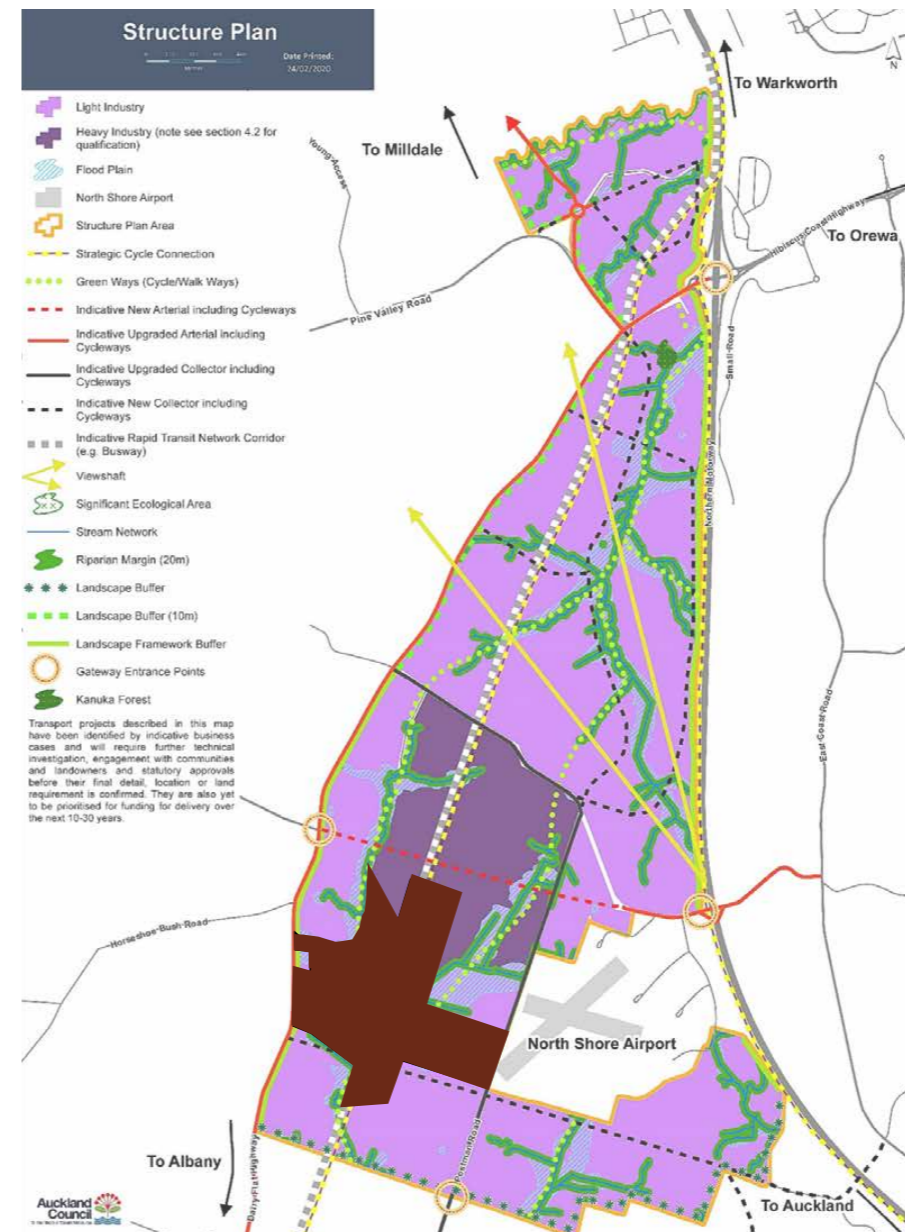 Structure Plan
Date Printed:
24/02/2020
Light Industry
Heavy Industry (note see section 4.2 for
qualification)
Flood Plain
North Shore Airport
Structure Plan Area
Strategic Cycle Connection
Green Ways (Cycle/Walk Ways)
Indicative New Arterial including Cycleways
Indicative Upgraded Arterial including
Cycleways
Indicative Upgraded Collector including
Cycleways
Indicative New Collector including
Cycleways
Indicative Rapid Transit Network Corridor
(e.g. Busway)
Viewshaft
Significant Ecological Area
Stream Network
Riparian Margin (20m)
Landscape Buffer
Landscape Buffer (10m)
Landscape Framework Buffer
Gateway Entrance Points
Kanuka Forest
Transport projects described in this map
have been identified by indicative business
cases and will require further technical
investigation, engagement with communities
and landowners and statutory approvals
before their final detail, location or land
requirement is confirmed. They are also yet
to be prioritised for funding for delivery over
the next 10-30 years.
To Warkworth
N
To Milldale
Young Access
To Orewa
Hibiscus Coast Highway
Pine Valley Road
Small Road
Northern Motorway
East Coast Road
Horseshoe Bush Road
North Shore Airport
To Albany
Dairy Flat Highway
Postman Road
To Auckland
Auckland
Council